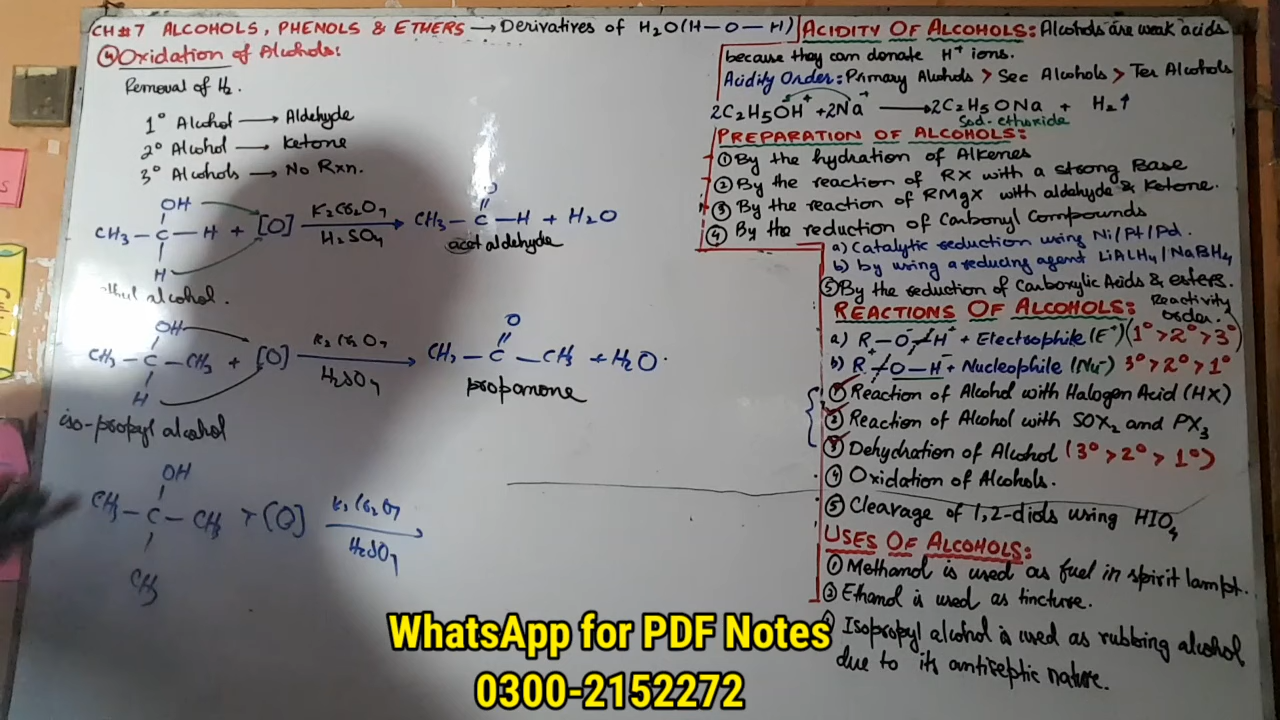 CH#7 ALCOHOLS, PHENOLS & ETHERS → Derivatives of H₂O (H-O-H)
④ Oxidation of Alcohols:
Removal of H₂.
1° Alcohol → Aldehyde
2° Alcohol → Ketone
3° Alcohols → No Rxn.
OH
CH₃ - C - H + [O] K₂Cr₂O₇ → CH₃ - C - H + H₂O
O
H₂SO₄
acetaldehyde
H
alcohol.
OH
CH₃ - C - CH₃ + [O] K₂Cr₂O₇ → CH₃ - C - CH₃ + H₂O.
O
H₂SO₄
propanone
H
iso-propyl alcohol
OH
CH₃ - C - CH₃ + [O] K₂Cr₂O₇ →
H₂SO₄
CH₃
ACIDITY OF ALCOHOLS: Alcohols are weak acids
because they can donate H⁺ ions.
Acidity Order: Primary Alcohols > Sec Alcohols > Ter Alcohols
2C₂H₅OH + 2Na → 2C₂H₅ONa + H₂↑
Sod-ethoxide
PREPARATION OF ALCOHOLS:
① By the hydration of Alkenes
② By the reaction of RX with a strong Base
③ By the reaction of RMgX with aldehyde & Ketone.
④ By the reduction of Carbonyl Compounds
a) Catalytic reduction using Ni/Pt/Pd.
b) by using a reducing agent LiAlH₄/NaBH₄
⑤ By the reduction of Carboxylic Acids & esters.
REACTIONS OF ALCOHOLS: Reactivity order.
a) R-O⁻-H⁺ + Electrophile (E⁺) (1° > 2° > 3°)
b) R⁺-O-H⁻ + Nucleophile (Nu⁻) 3° > 2° > 1°
① Reaction of Alcohol with Halogen Acid (HX)
② Reaction of Alcohol with SOX₂ and PX₃
③ Dehydration of Alcohol (3° > 2° > 1°)
④ Oxidation of Alcohols.
⑤ Clearage of 1,2-diols using HIO₄
USES OF ALCOHOLS:
① Methanol is used as fuel in spirit lampt.
② Ethanol is used as tincture.
Isopropyl alcohol is used as rubbing alcohol
due to its antiseptic nature.
WhatsApp for PDF Notes
0300-2152272